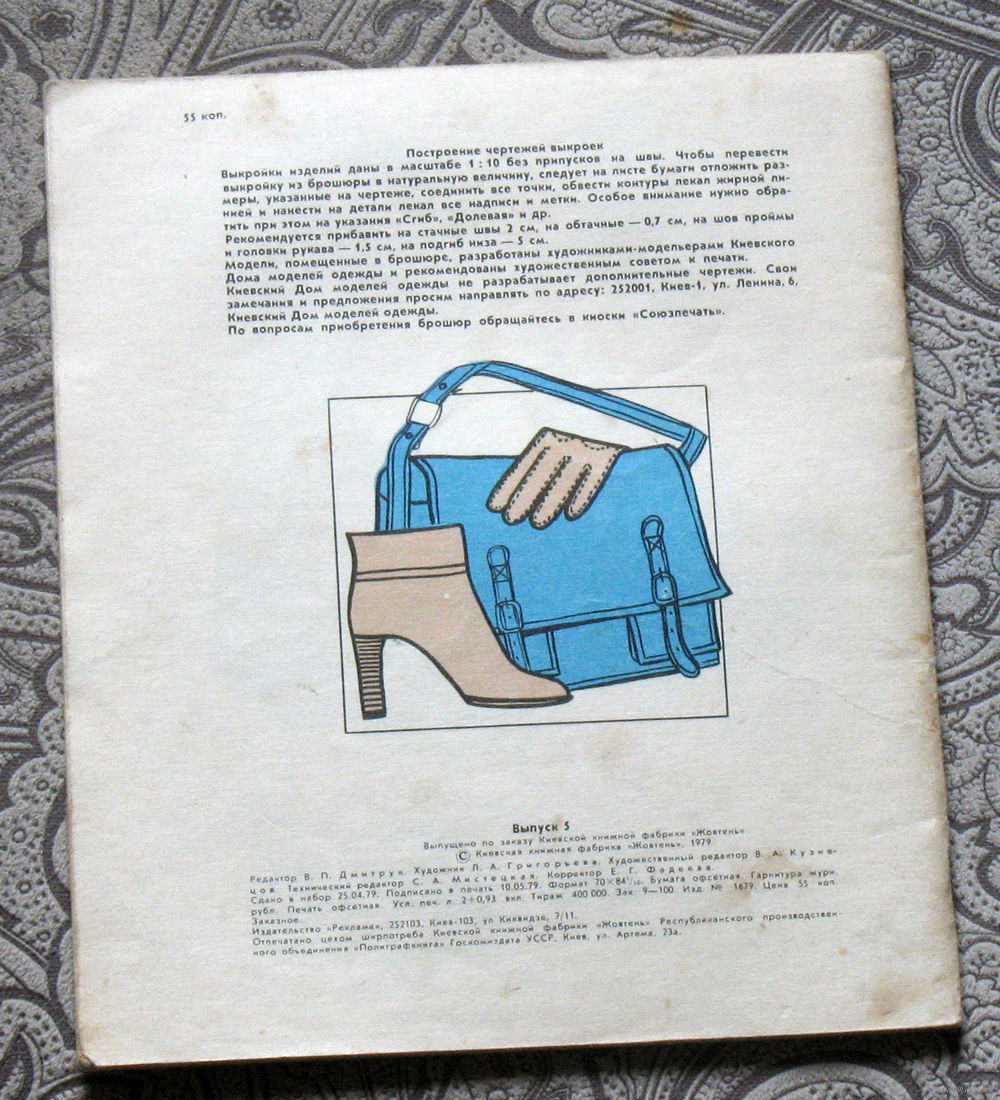 55 коп.
Построение чертежей выкроек
Выкройки изделий даны в масштабе 1 : 10 без припусков на швы. Чтобы перевести
выкройку из брошюры в натуральную величину, следует на листе бумаги отложить раз-
меры, указанные на чертеже, соединить все точки, обвести контуры лекал жирной ли-
нией и нанести на детали лекал все надписи и метки. Особое внимание нужно обра-
тить при этом на указания «Сгиб», «Долевая» и др.
Рекомендуется прибавить на стачные швы 2 см, на обтачные — 0,7 см, на шов проймы
и головки рукава — 1,5 см, на подгиб низа — 5 см.
Модели, помещенные в брошюре, разработаны художниками-модельерами Киевского
Дома моделей одежды и рекомендованы художественным советом к печати.
Киевский Дом моделей одежды не разрабатывает дополнительные чертежи. Свои
замечания и предложения просим направлять по адресу: 252001, Киев-1, ул. Ленина, 6,
Киевский Дом моделей одежды.
По вопросам приобретения брошюр обращайтесь в киоски «Союзпечать».
Выпуск 5
Выпущено по заказу Киевской книжной фабрики «Жовтень»
© Киевская книжная фабрика «Жовтень», 1979
Редактор В. П. Дмитрук. Художник Л. А. Григорьева. Художественный редактор В. А. Кузне-
цов. Технический редактор С. А. Мистецкая. Корректор Е. Г. Фадеева.
Сдано в набор 25.04.79. Подписано в печать 10.05.79. Формат 70×84¹/₁₆. Бумага офсетная. Гарнитура журн.
рубл. Печать офсетная. Усл. печ. л. 2+0,93 вкл. Тираж 400 000. Зак. 9—100. Изд. № 1679. Цена 55 коп.
Заказное.
Издательство «Реклама», 252103, Киев-103, ул Киквидзе, 7/11.
Отпечатано цехом ширпотреба Киевской книжной фабрики «Жовтень» Республиканского производствен-
ного объединения «Полиграфкнига» Госкомиздата УССР, Киев, ул. Артема, 23а.